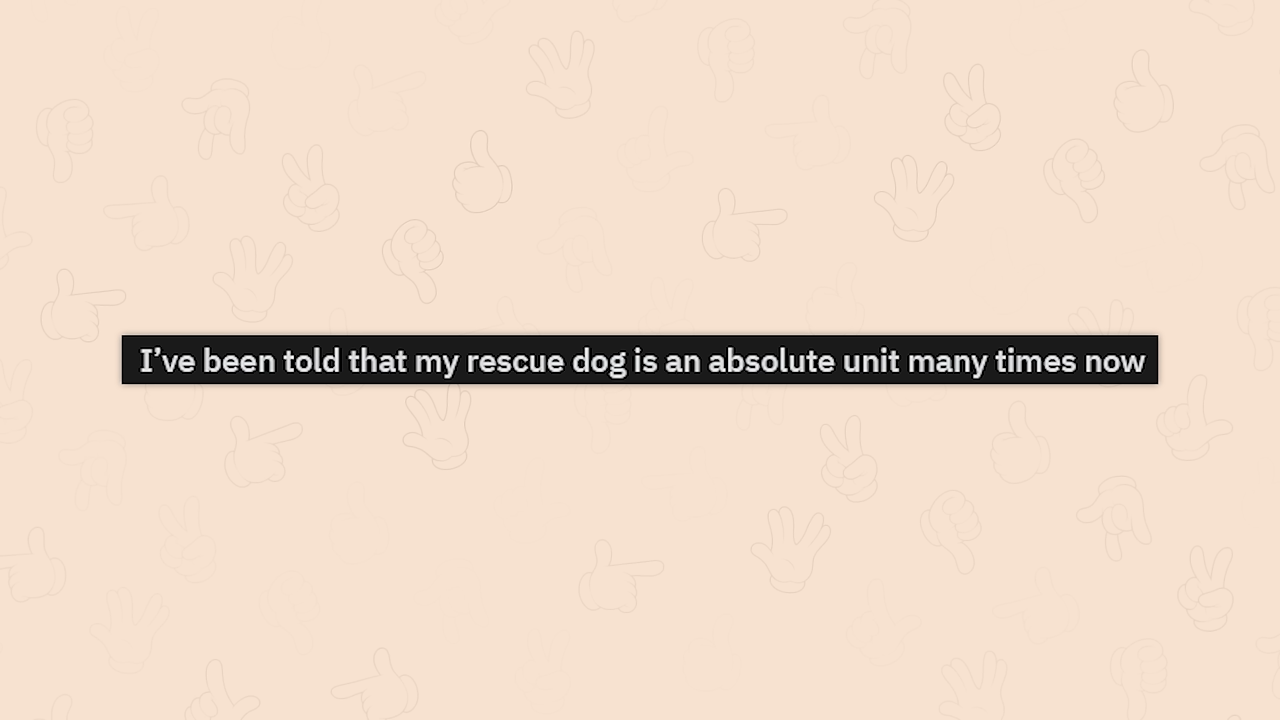 I’ve been told that my rescue dog is an absolute unit many times now